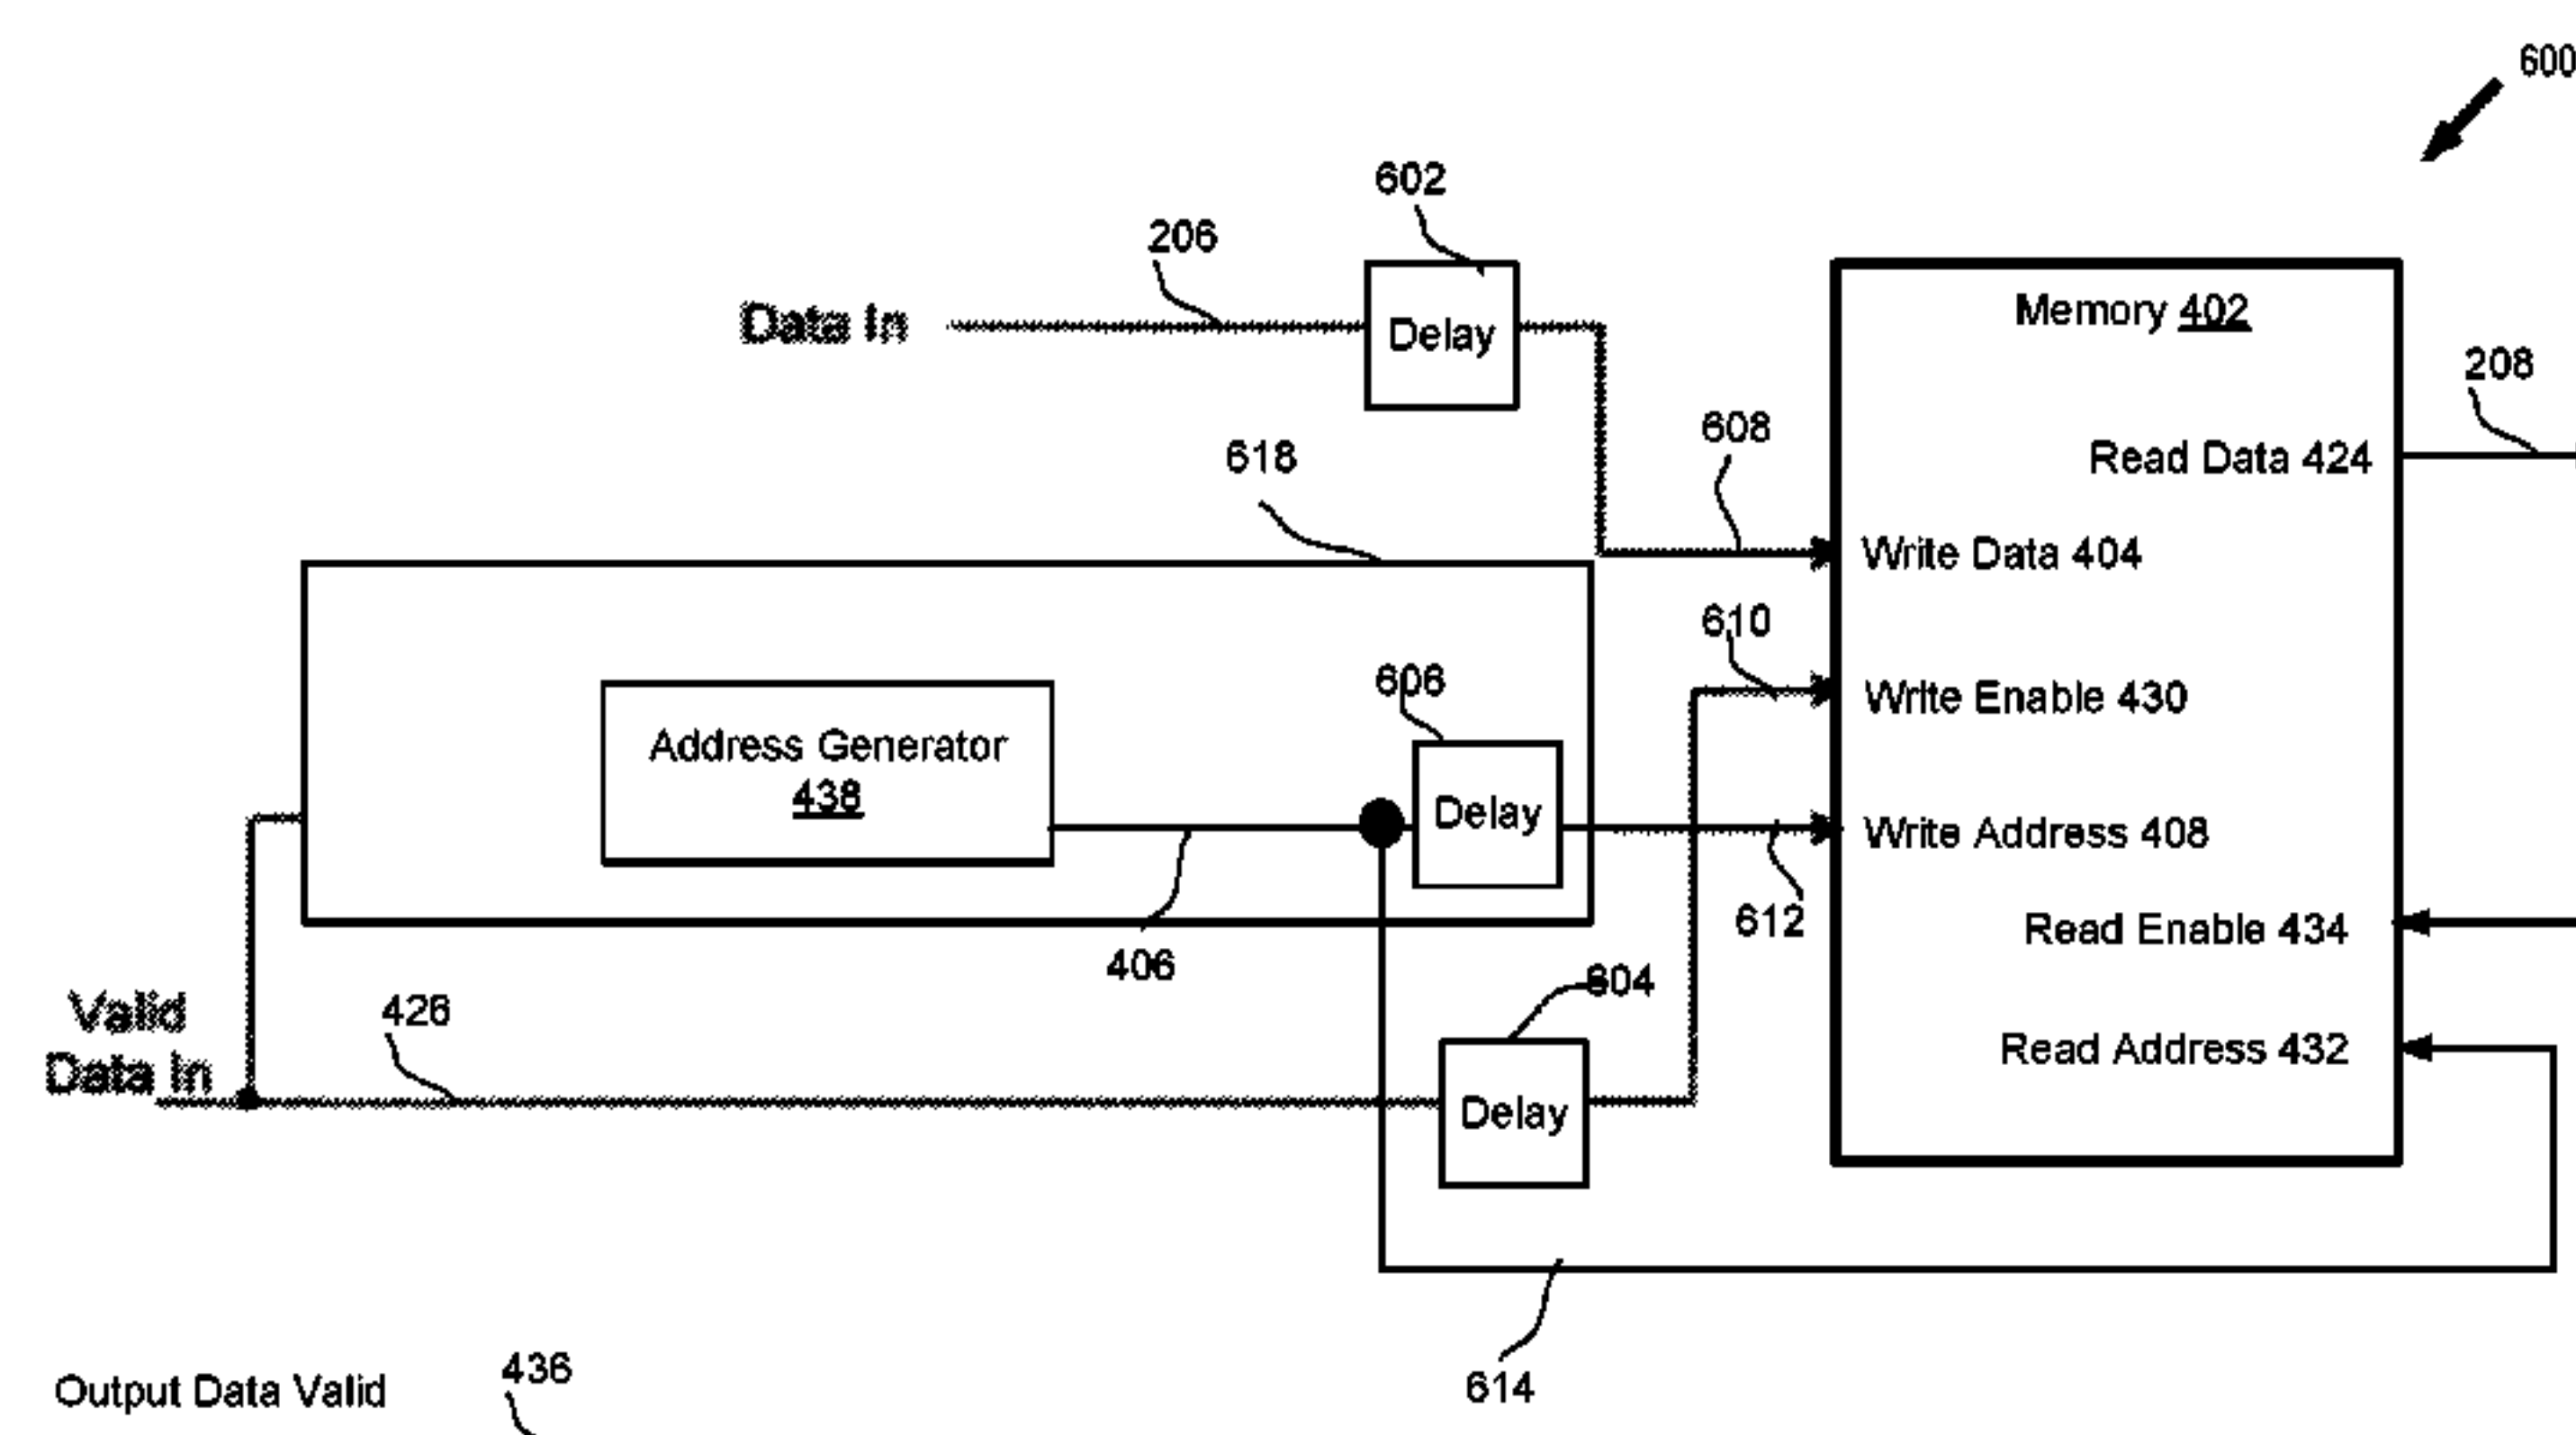 600
602
206
Data In
Delay
Memory 402
208
618
608
Read Data 424
Write Data 404
610
606
Write Enable 430
Address Generator
438
Delay
Write Address 408
612
Read Enable 434
406
604
Valid
Data In
426
Read Address 432
Delay
436
614
Output Data Valid